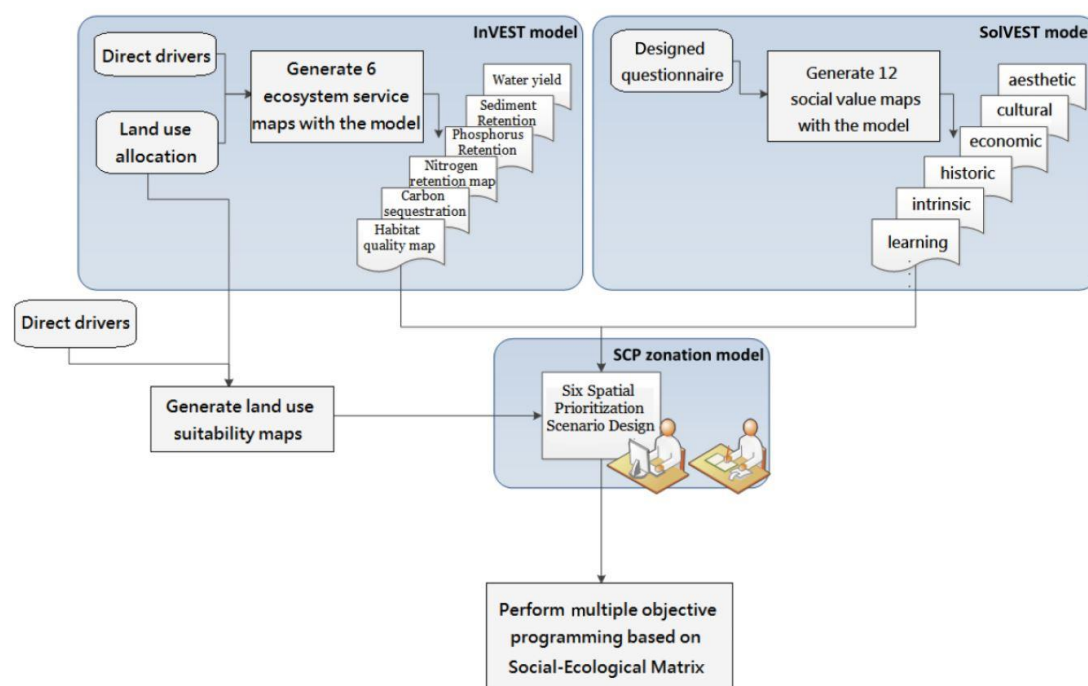 InVEST model
Direct drivers
Generate 6
ecosystem service
maps with the model
Land use
allocation
Water yield
Sediment
Retention
Phosphorus
Retention
Nitrogen
retention map
Carbon
sequestration
Habitat
quality map
SolVEST model
Designed
questionnaire
Generate 12
social value maps
with the model
aesthetic
cultural
economic
historic
intrinsic
learning
Direct drivers
Generate land use
suitability maps
SCP zonation model
Six Spatial
Prioritization
Scenario Design
Perform multiple objective
programming based on
Social-Ecological Matrix